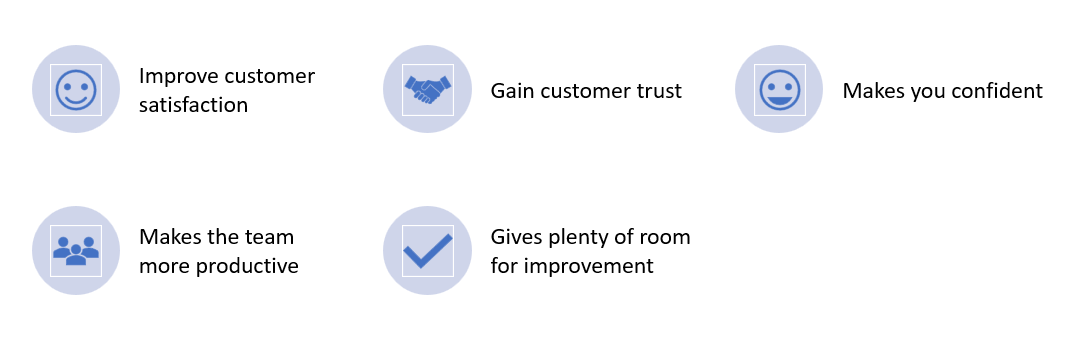 Improve customer
satisfaction
Gain customer trust
Makes you confident
Makes the team
more productive
Gives plenty of room
for improvement